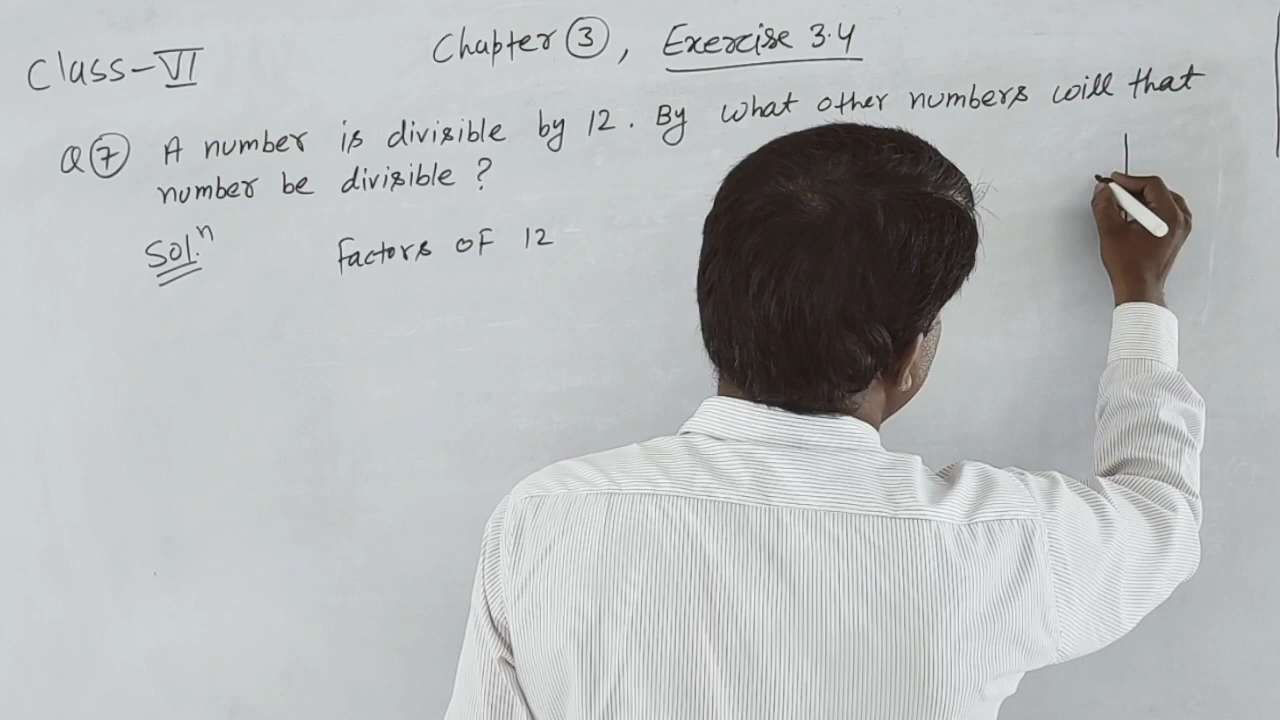 Class-VI
Chapter 3, Exercise 3.4
Q 7 A number is divisible by 12. By what other numbers will that
number be divisible ?
Sol.ⁿ
factors of 12